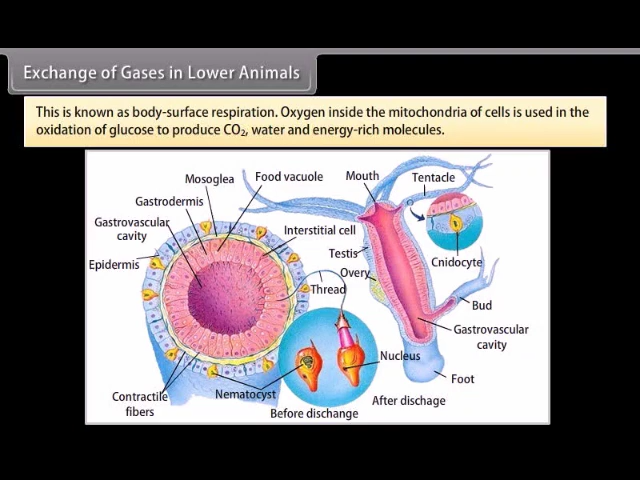 Exchange of Gases in Lower Animals
This is known as body-surface respiration. Oxygen inside the mitochondria of cells is used in the
oxidation of glucose to produce CO₂, water and energy-rich molecules.
Mosoglea
Food vacuole
Mouth
Tentacle
Gastrodermis
Gastrovascular
cavity
Interstitial cell
Testis
Epidermis
Cnidocyte
Overy
Thread
Bud
Gastrovascular
cavity
Nucleus
Foot
Contractile
fibers
Nematocyst
Before dischange
After dischage